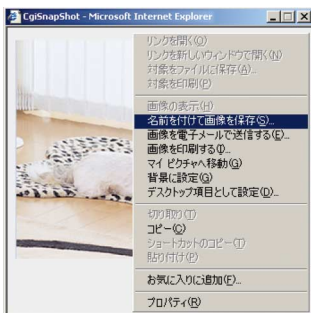 CgiSnapShot - Microsoft Internet Explorer
リンクを開く(O)
リンクを新しいウィンドウで開く(N)
対象をファイルに保存(A)...
対象を印刷(P)
画像の表示(H)
名前を付けて画像を保存(S)...
画像を電子メールで送信する(E)...
画像を印刷する(I)...
マイ ピクチャへ移動(G)
背景に設定(G)
デスクトップ項目として設定(D)...
切り取り(T)
コピー(C)
ショートカットのコピー(T)
貼り付け(P)
お気に入りに追加(F)...
プロパティ(R)